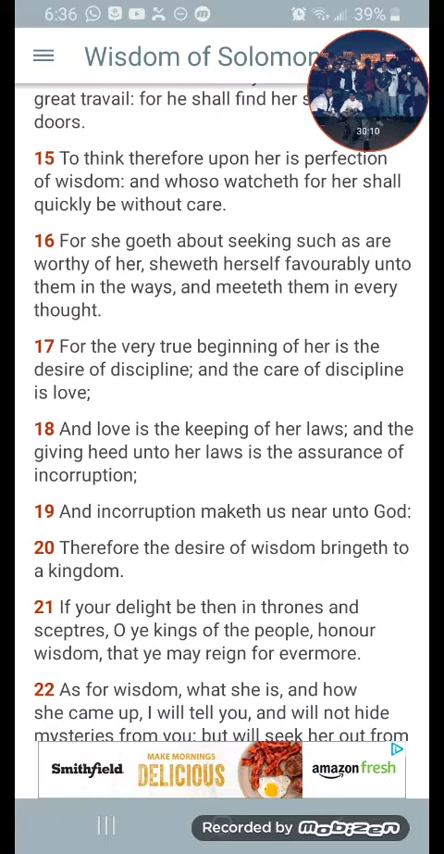 6:36
39%
Wisdom of Solomon
30:10
great travail: for he shall find her s
doors.
15 To think therefore upon her is perfection
of wisdom: and whoso watcheth for her shall
quickly be without care.
16 For she goeth about seeking such as are
worthy of her, sheweth herself favourably unto
them in the ways, and meeteth them in every
thought.
17 For the very true beginning of her is the
desire of discipline; and the care of discipline
is love;
18 And love is the keeping of her laws; and the
giving heed unto her laws is the assurance of
incorruption;
19 And incorruption maketh us near unto God:
20 Therefore the desire of wisdom bringeth to
a kingdom.
21 If your delight be then in thrones and
sceptres, O ye kings of the people, honour
wisdom, that ye may reign for evermore.
22 As for wisdom, what she is, and how
she came up, I will tell you, and will not hide
mysteries from you: but will seek her out from
Smithfield
MAKE MORNINGS
DELICIOUS
amazon fresh
Recorded by mobizen